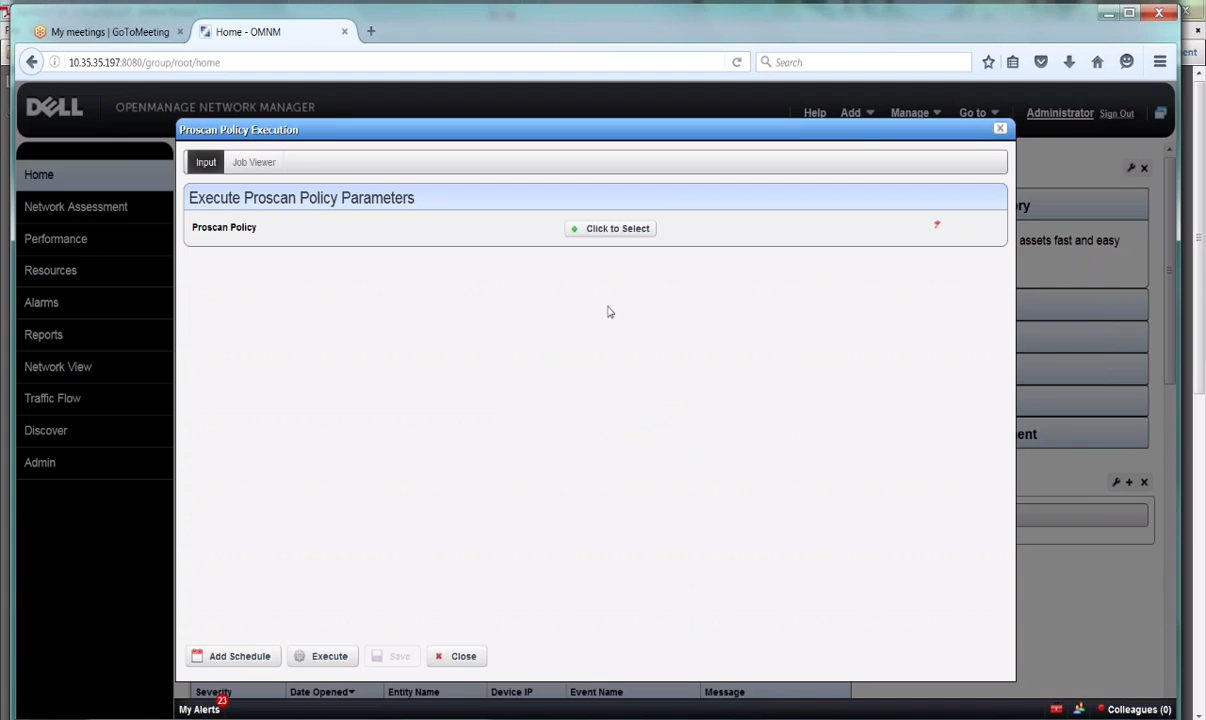 My meetings | GoToMeeting
Home - OMNM
10.35.35.197:8080/group/root/home
Search
ent
DELL
OPENMANAGE NETWORK MANAGER
Help Add Manage Go to Administrator Sign Out
Proscan Policy Execution
Input Job Viewer
Home
Execute Proscan Policy Parameters
ry
Network Assessment
Proscan Policy
Click to Select
Performance
assets fast and easy
Resources
Alarms
Reports
Network View
Traffic Flow
Discover
ent
Admin
Add Schedule Execute Save Close
Severity Date Opened Entity Name Device IP Event Name Message
23
My Alerts
Colleagues (0)